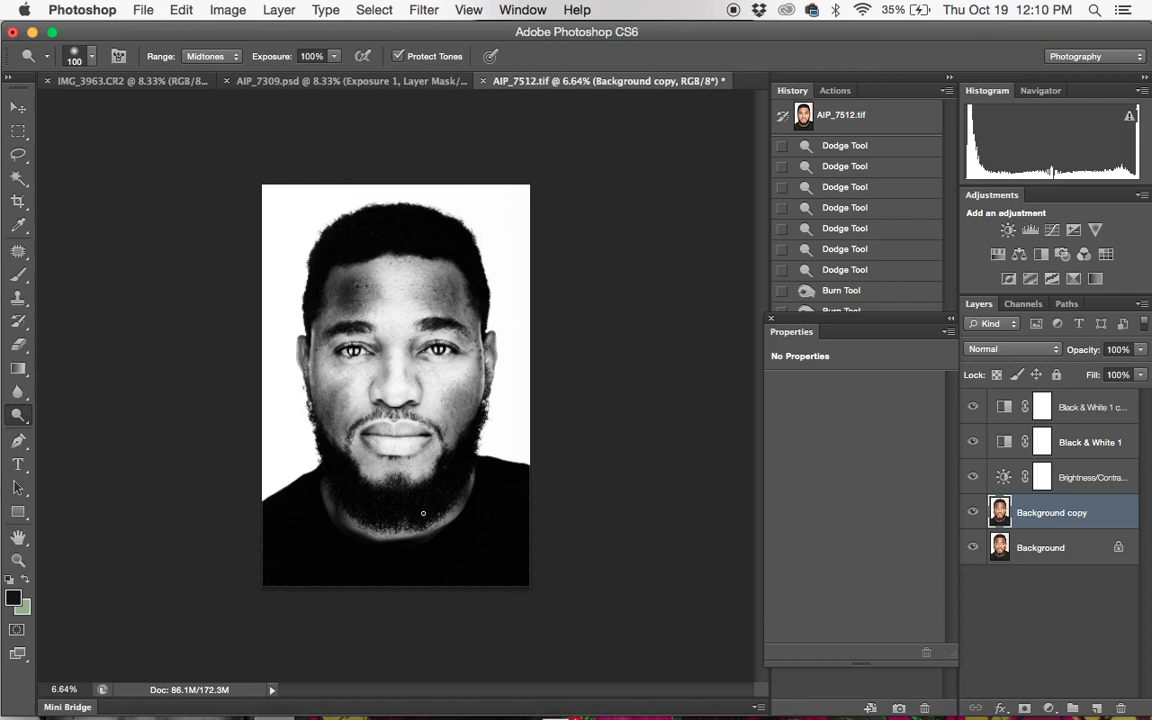 Photoshop File Edit Image Layer Type Select Filter View Window Help 35% Thu Oct 19 12:10 PM
Adobe Photoshop CS6
100 Range: Midtones Exposure: 100% Protect Tones Photography
IMG_3963.CR2 @ 8.33% (RGB/8... AIP_7309.psd @ 8.33% (Exposure 1, Layer Mask/... AIP_7512.tif @ 6.64% (Background copy, RGB/8*) *
History Actions
AIP_7512.tif
Dodge Tool
Dodge Tool
Dodge Tool
Dodge Tool
Dodge Tool
Dodge Tool
Dodge Tool
Burn Tool
Burn Tool
Properties
No Properties
Histogram Navigator
Adjustments
Add an adjustment
Layers Channels Paths
Kind
Normal Opacity: 100%
Lock: Fill: 100%
Black & White 1 c...
Black & White 1
Brightness/Contra...
Background copy
Background
6.64% Doc: 86.1M/172.3M
Mini Bridge